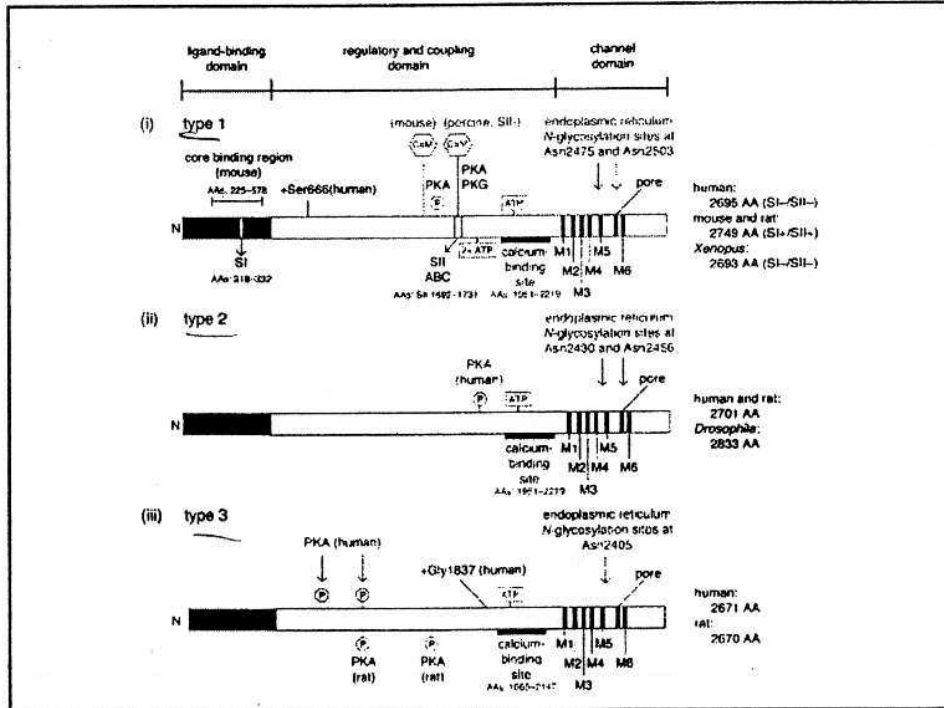 ligand-binding
domain
regulatory and coupling
domain
channel
domain
(i) type 1
(mouse) (porcine, SII-)
CaM CaM
endoplasmic reticulum
N-glycosylation sites at
Asn2475 and Asn2503
core binding region
(mouse)
AAs: 225–578
+Ser666(human)
PKA
PKA
PKG
P
ATP
pore
N
SI
SII
ABC
2x ATP
calcium-
binding
site
M1
M2
M3
M4
M5
M6
human:
2695 AA (SI–/SII–)
mouse and rat:
2749 AA (SI+/SII+)
Xenopus:
2693 AA (SI–/SII–)
(ii) type 2
endoplasmic reticulum
N-glycosylation sites at
Asn2430 and Asn2456
PKA
(human)
P
ATP
pore
N
calcium-
binding
site
M1
M2
M3
M4
M5
M6
human and rat:
2701 AA
Drosophila:
2833 AA
(iii) type 3
endoplasmic reticulum
N-glycosylation sites at
Asn2405
PKA (human)
+Gly1837 (human)
P
P
ATP
pore
N
P
P
PKA
(rat)
PKA
(rat)
calcium-
binding
site
M1
M2
M3
M4
M5
M6
human:
2671 AA
rat:
2670 AA